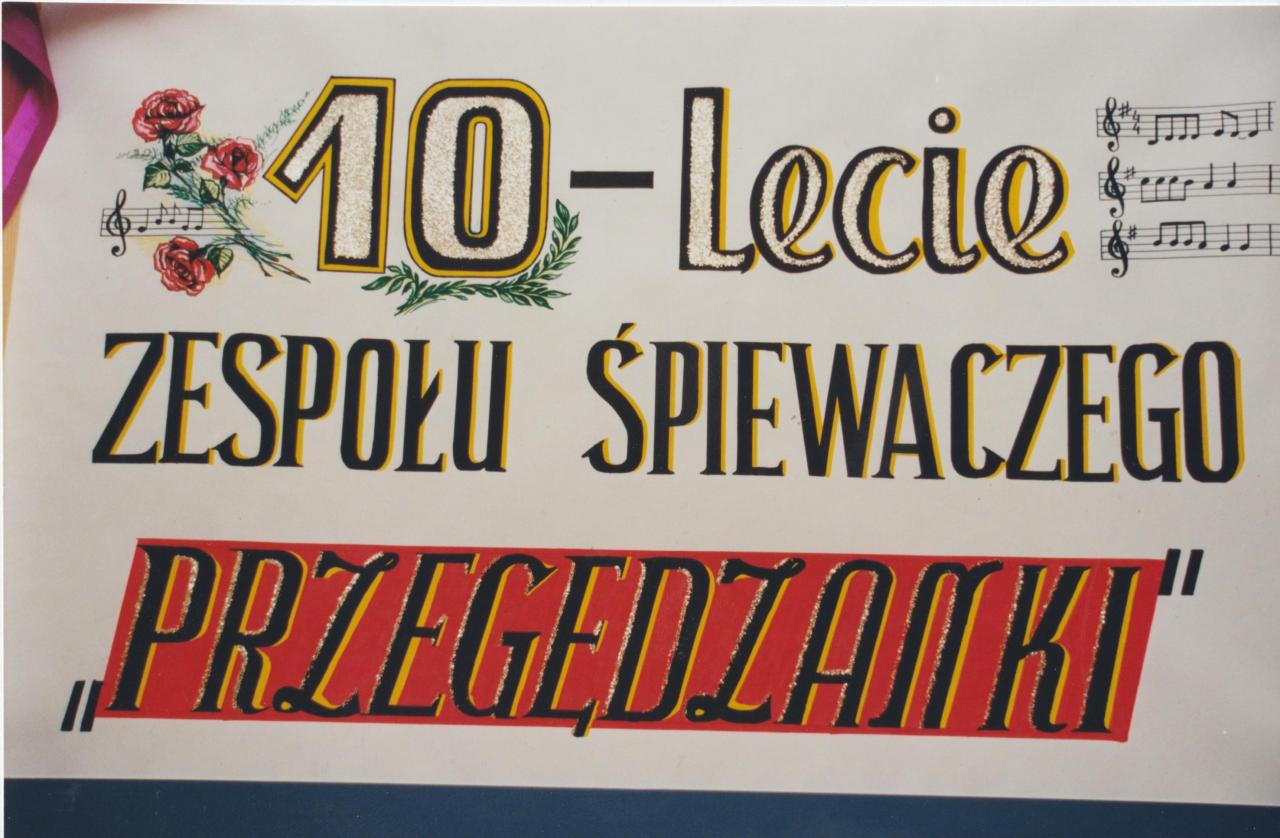 10-Lecie
ZESPOŁU ŚPIEWACZEGO
„PRZEGĘDZANKI"